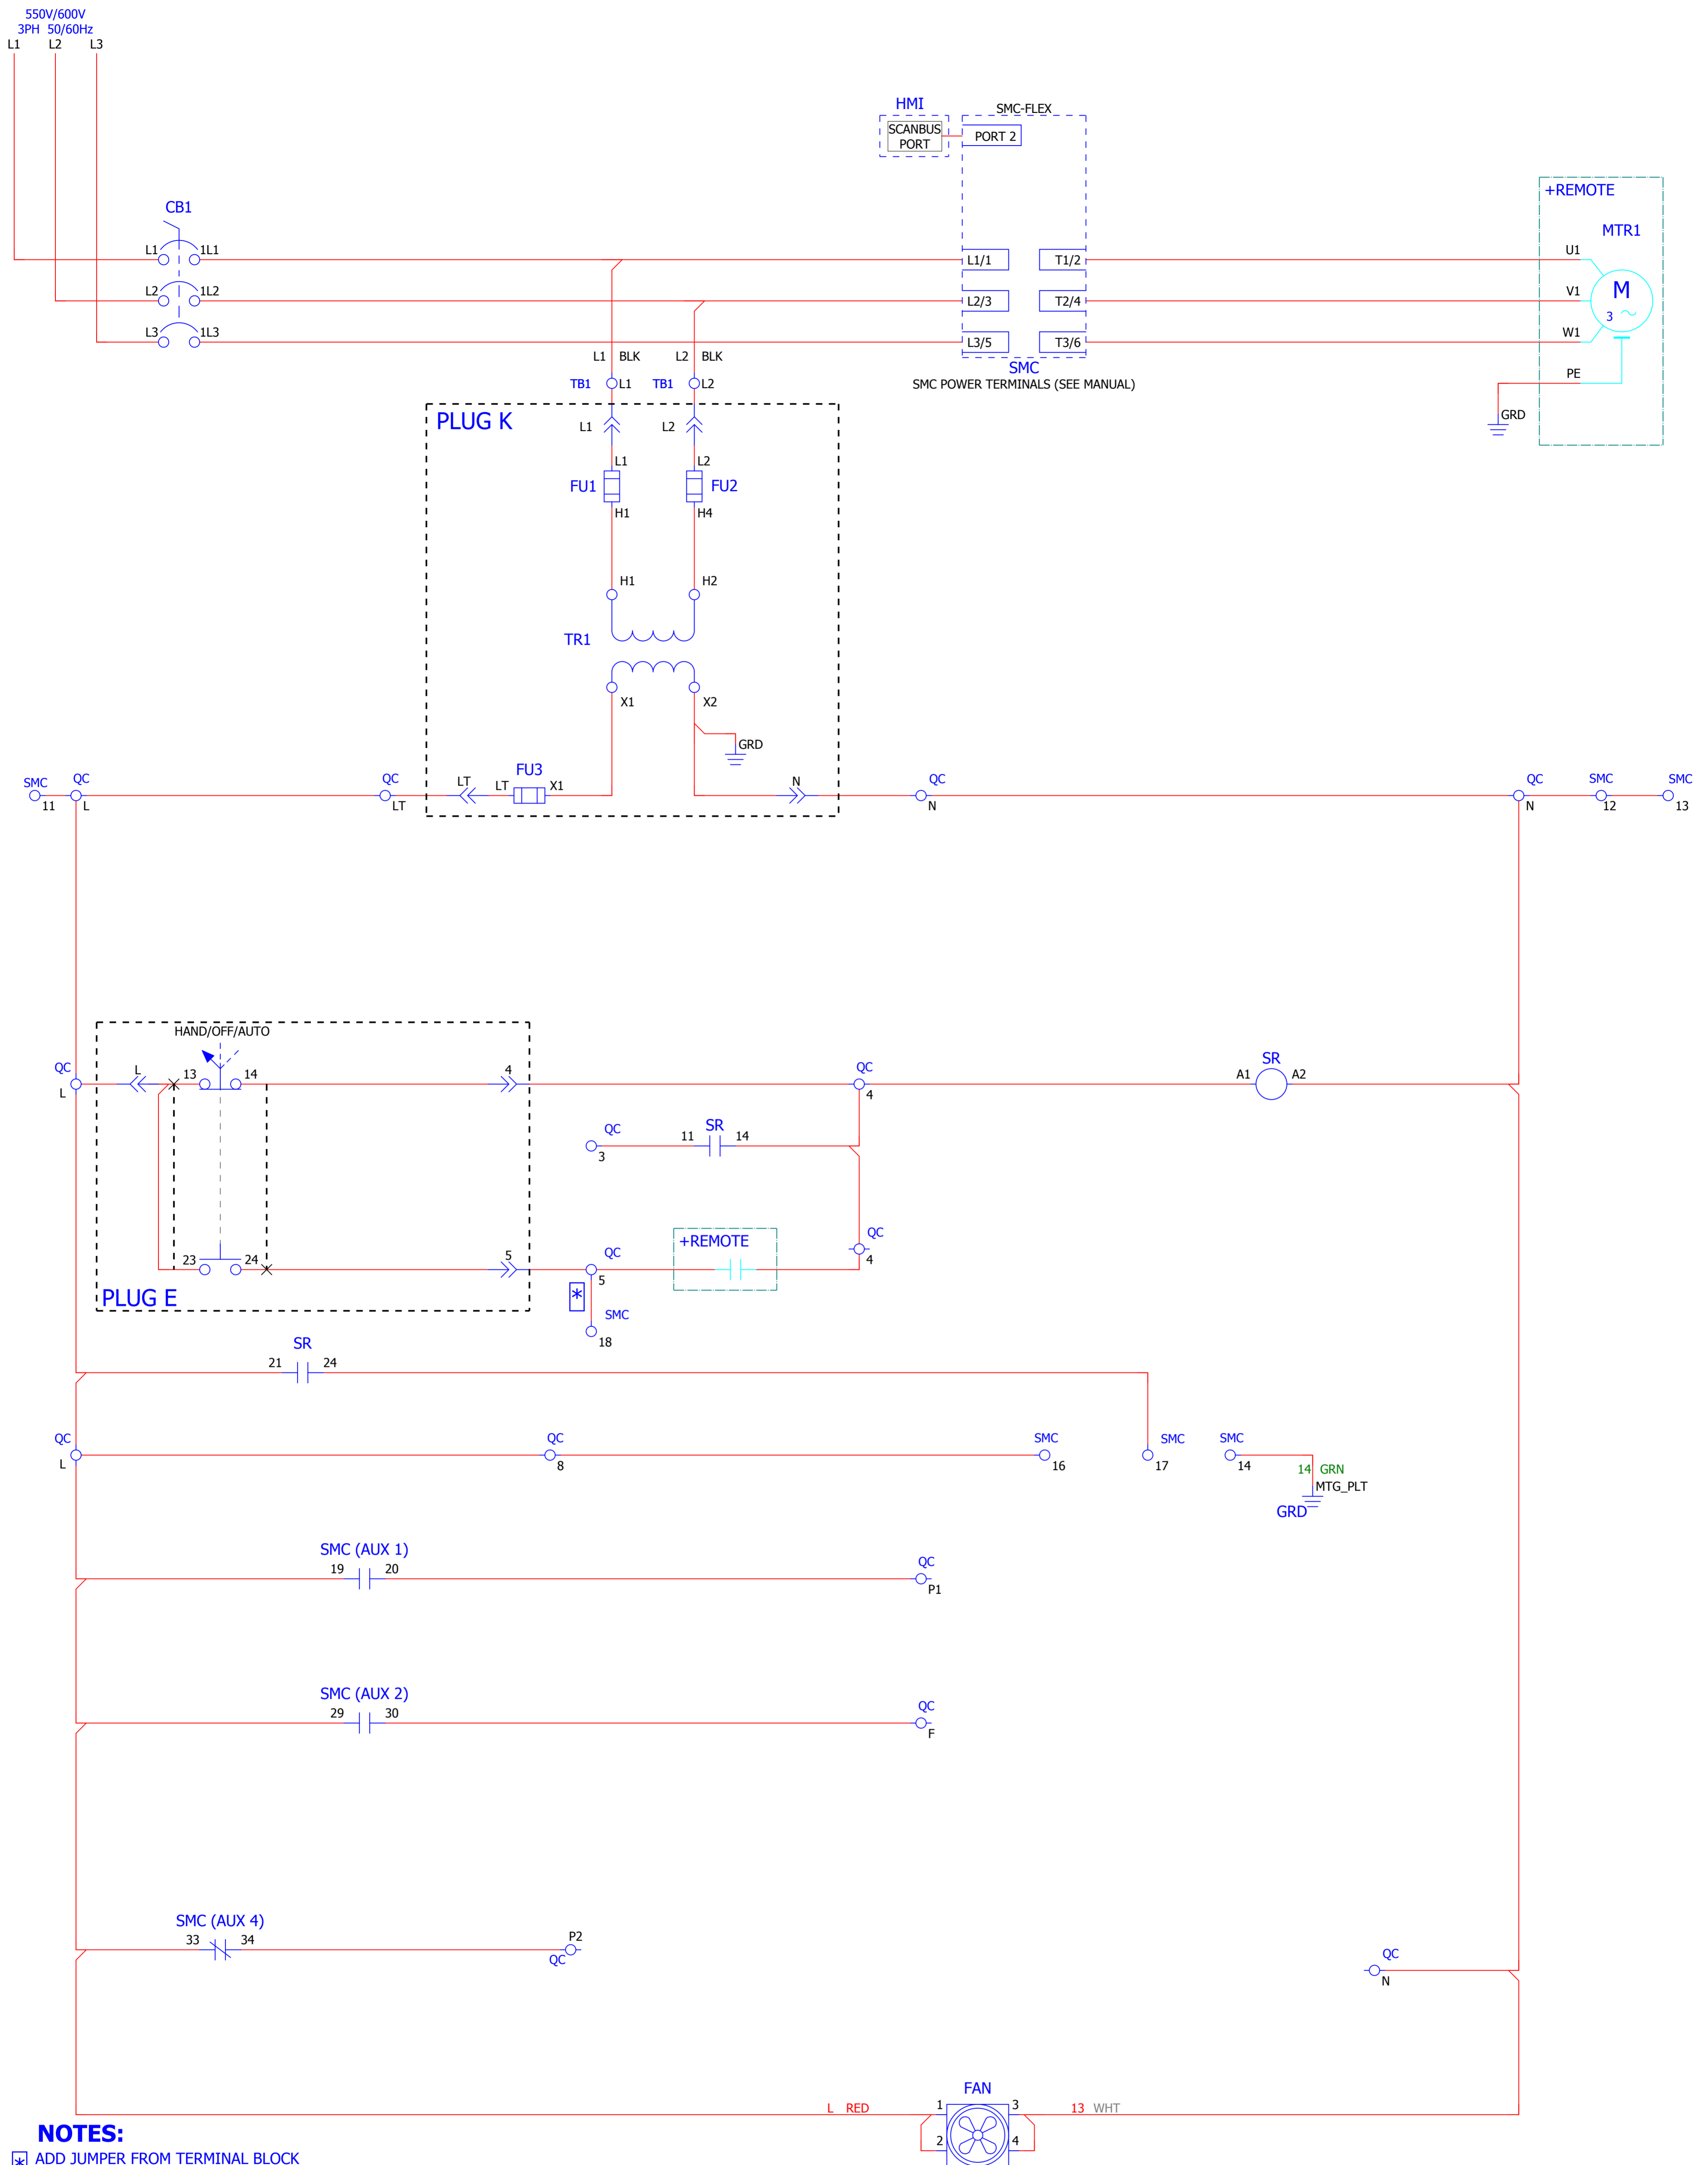 550V/600V
3PH 50/60Hz
L1 L2 L3
HMI
SMC-FLEX
SCANBUS
PORT
PORT 2
+REMOTE
CB1
MTR1
L1 1L1
L1/1 T1/2
U1
L2 1L2
L2/3 T2/4
V1
M
3
L3 1L3
L3/5 T3/6
W1
L1 BLK L2 BLK
SMC
PE
TB1 L1 TB1 L2
SMC POWER TERMINALS (SEE MANUAL)
GRD
PLUG K
L1 L2
L1 L2
FU1 FU2
H1 H4
H1 H2
TR1
X1 X2
GRD
FU3
SMC QC QC LT LT X1 N QC QC SMC SMC
11 L LT N N 12 13
HAND/OFF/AUTO
QC L 13 14 4 QC SR
L 4 A1 A2
QC SR
3 11 14
QC
+REMOTE
4
23 24 5 QC
5
PLUG E
*
SMC
18
SR
21 24
QC QC SMC SMC SMC
L 8 16 17 14
14 GRN
MTG_PLT
GRD
SMC (AUX 1)
19 20 QC
P1
SMC (AUX 2)
29 30 QC
F
SMC (AUX 4)
33 34 P2
QC
QC
N
FAN
L RED 1 3 13 WHT
2 4
NOTES:
* ADD JUMPER FROM TERMINAL BLOCK